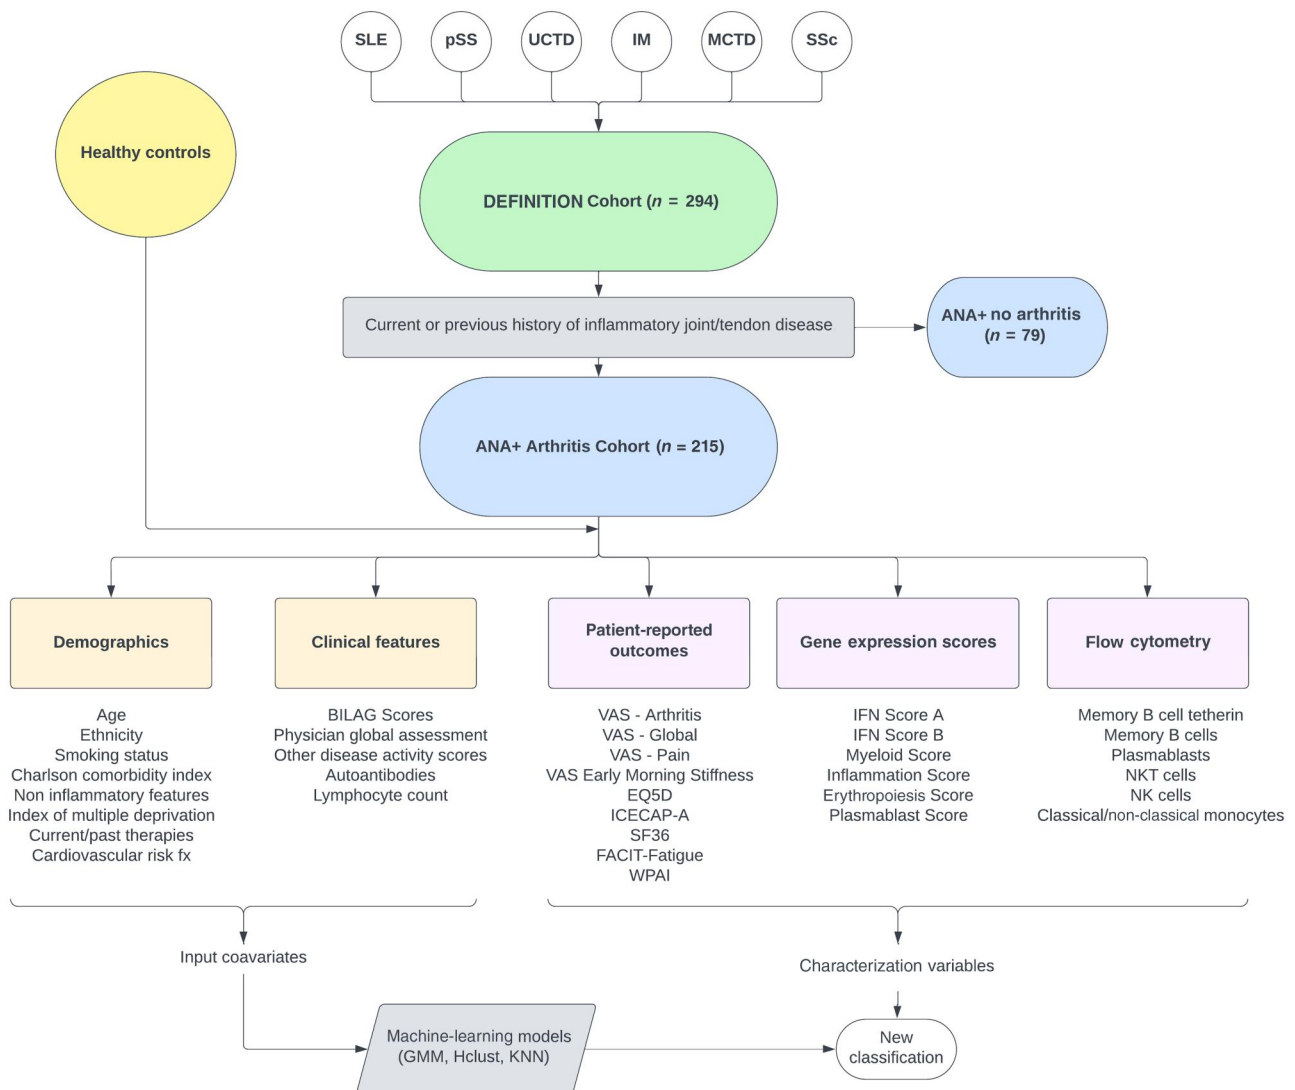 SLE
pSS
UCTD
IM
MCTD
SSc
Healthy controls
DEFINITION Cohort (n = 294)
Current or previous history of inflammatory joint/tendon disease
ANA+ no arthritis
(n = 79)
ANA+ Arthritis Cohort (n = 215)
Demographics
Age
Ethnicity
Smoking status
Charlson comorbidity index
Non inflammatory features
Index of multiple deprivation
Current/past therapies
Cardiovascular risk fx
Clinical features
BILAG Scores
Physician global assessment
Other disease activity scores
Autoantibodies
Lymphocyte count
Patient-reported
outcomes
VAS - Arthritis
VAS - Global
VAS - Pain
VAS Early Morning Stiffness
EQ5D
ICECAP-A
SF36
FACIT-Fatigue
WPAI
Gene expression scores
IFN Score A
IFN Score B
Myeloid Score
Inflammation Score
Erythropoiesis Score
Plasmablast Score
Flow cytometry
Memory B cell tetherin
Memory B cells
Plasmablasts
NKT cells
NK cells
Classical/non-classical monocytes
Input coavariates
Characterization variables
Machine-learning models
(GMM, Hclust, KNN)
New
classification